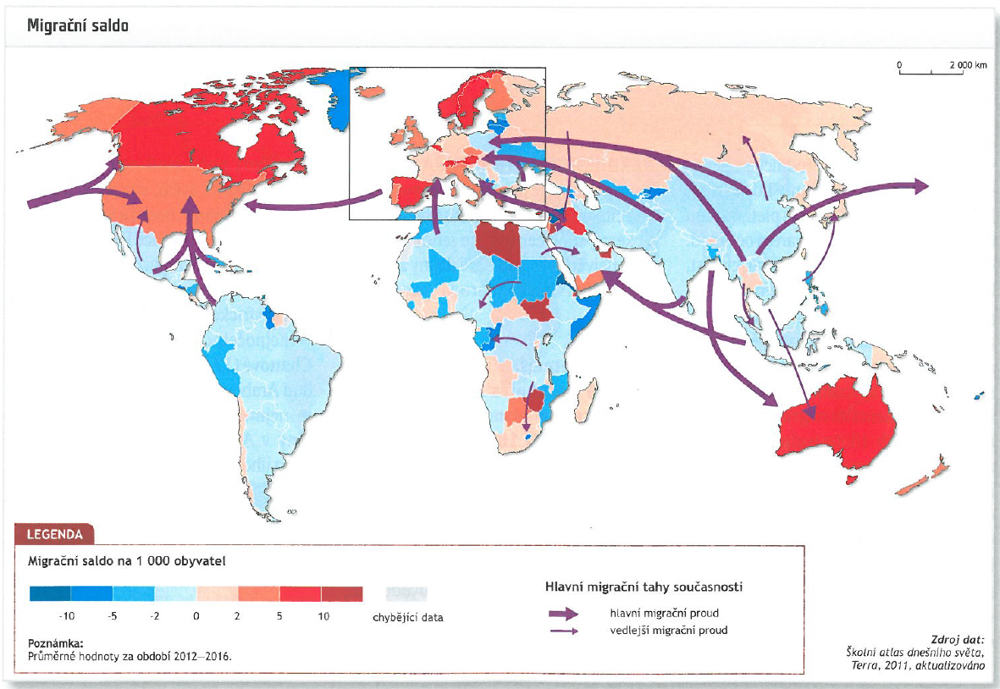 Migrační saldo
0 2 000 km
LEGENDA
Migrační saldo na 1 000 obyvatel
-10 -5 -2 0 2 5 10
chybějící data
Poznámka:
Průměrné hodnoty za období 2012–2016.
Hlavní migrační tahy současnosti
hlavní migrační proud
vedlejší migrační proud
Zdroj dat:
Školní atlas dnešního světa,
Terra, 2011, aktualizováno